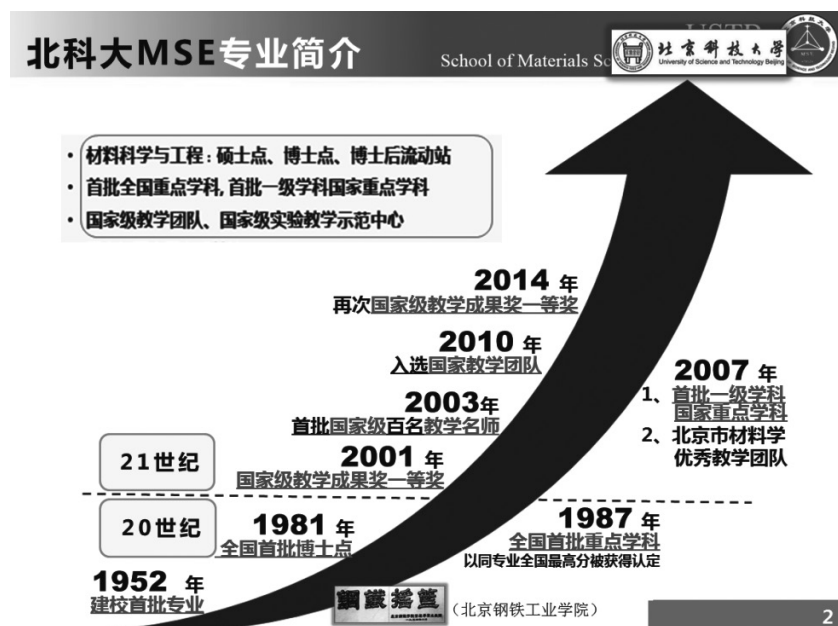 北科大MSE专业简介
School of Materials Sc
北京科技大学
University of Science and Technology Beijing
• 材料科学与工程：硕士点、博士点、博士后流动站
• 首批全国重点学科, 首批一级学科国家重点学科
• 国家级教学团队、国家级实验教学示范中心
2014 年
再次国家级教学成果奖一等奖
2010 年
入选国家教学团队
2007 年
1、首批一级学科
国家重点学科
2、北京市材料学
优秀教学团队
2003年
首批国家级百名教学名师
21世纪
2001 年
国家级教学成果奖一等奖
20世纪
1981 年
全国首批博士点
1987 年
全国首批重点学科
以同专业全国最高分被获得认定
1952 年
建校首批专业
钢铁摇篮
（北京钢铁工业学院）
2